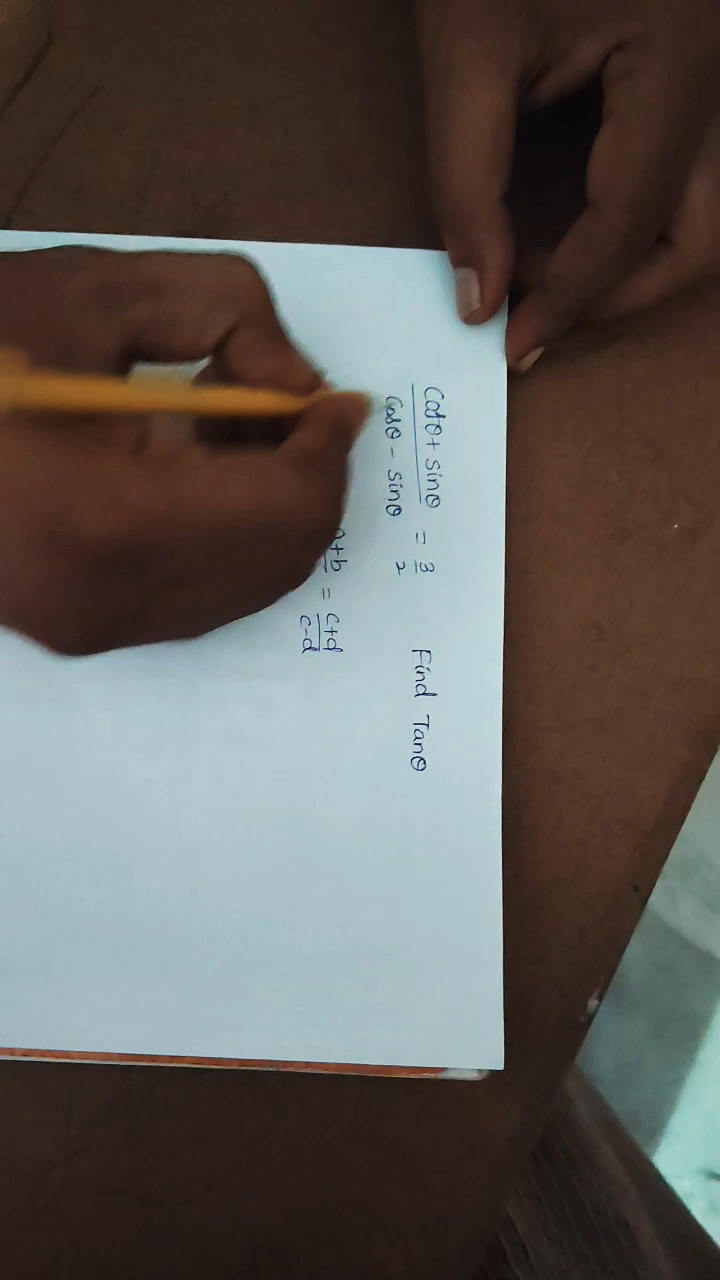 Cosθ + sinθ / Cosθ - sinθ = 3/2 Find Tanθ
a+b = c+d / c-d